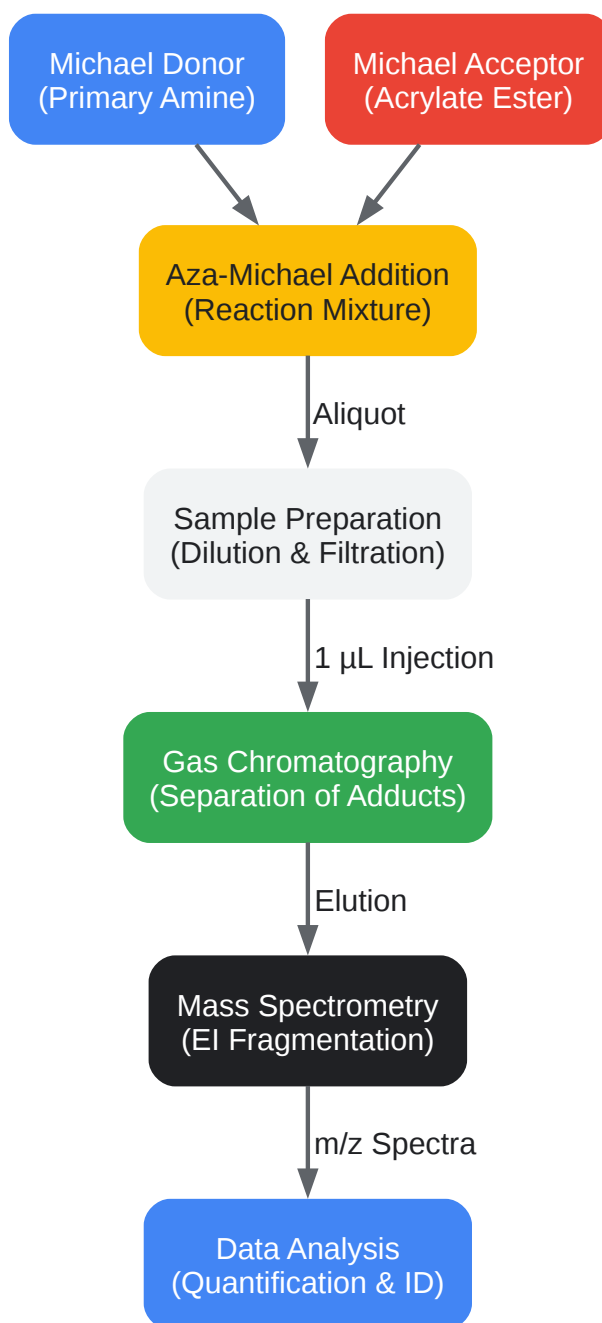 Michael Donor
(Primary Amine)
Michael Acceptor
(Acrylate Ester)
Aza-Michael Addition
(Reaction Mixture)
Aliquot
Sample Preparation
(Dilution & Filtration)
1 µL Injection
Gas Chromatography
(Separation of Adducts)
Elution
Mass Spectrometry
(EI Fragmentation)
m/z Spectra
Data Analysis
(Quantification & ID)